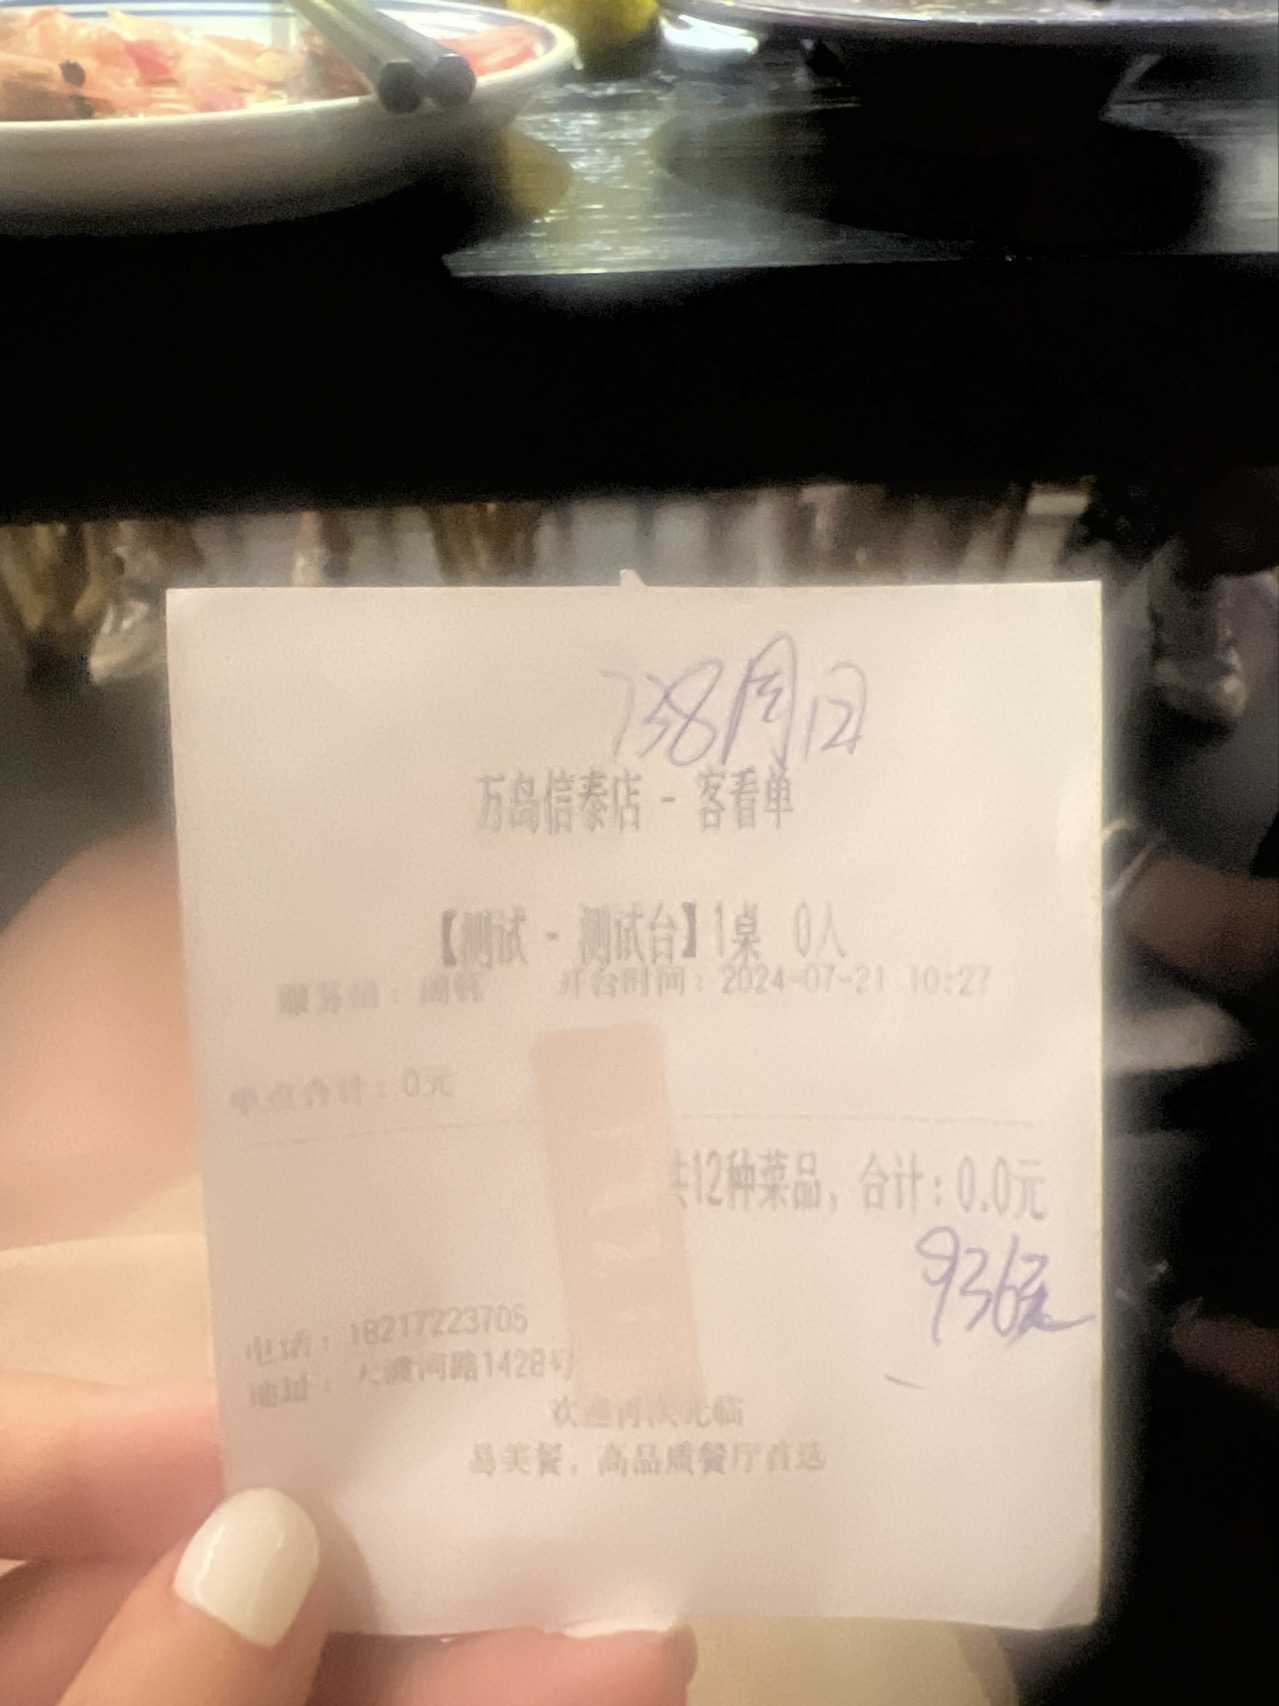 738周日
万岛信泰店 - 客看单
【测试 - 测试台】1桌 0人
服务员： 开台时间：2024-07-21 10:27
单点合计：0元
共12种菜品，合计：0.0元
936元
电话：18217223705
地址：大渡河路1428号
欢迎再次光临
易美餐，高品质餐厅首选